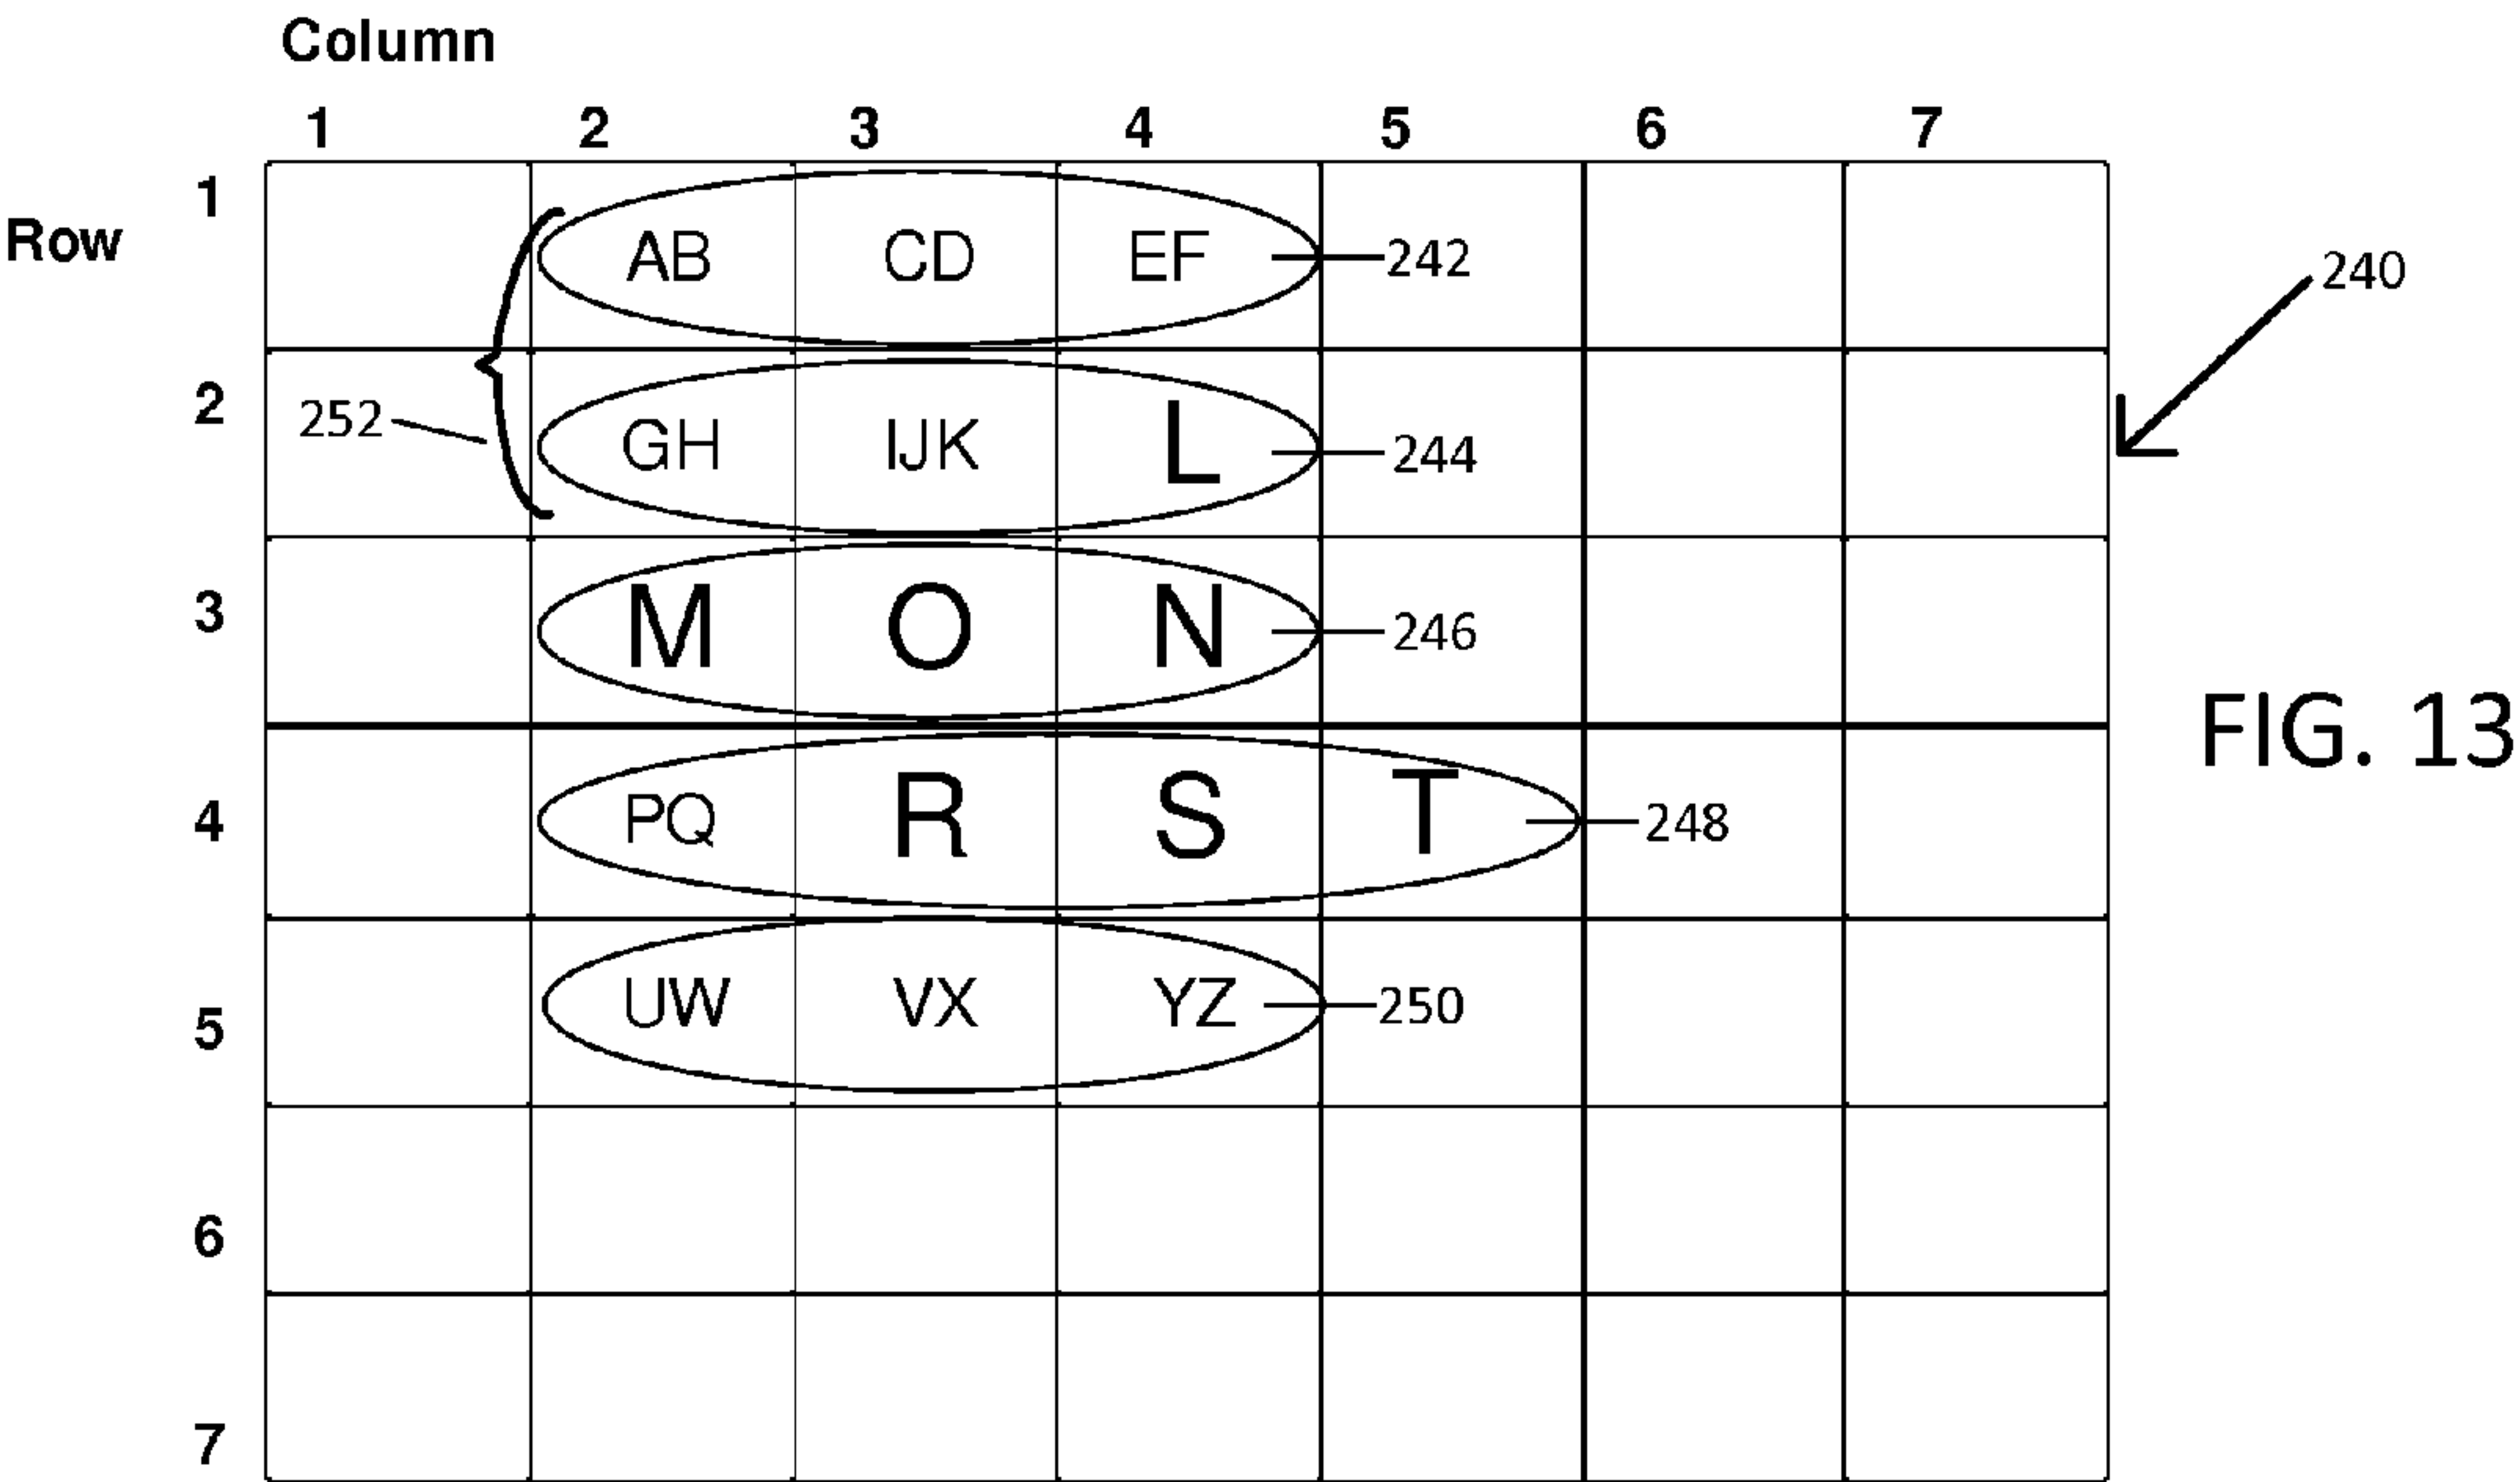 Column
1 2 3 4 5 6 7
1
Row
AB CD EF 242
240
2
252
GH IJK L 244
3
M O N 246
FIG. 13
4
PQ R S T 248
5
UW VX YZ 250
6
7